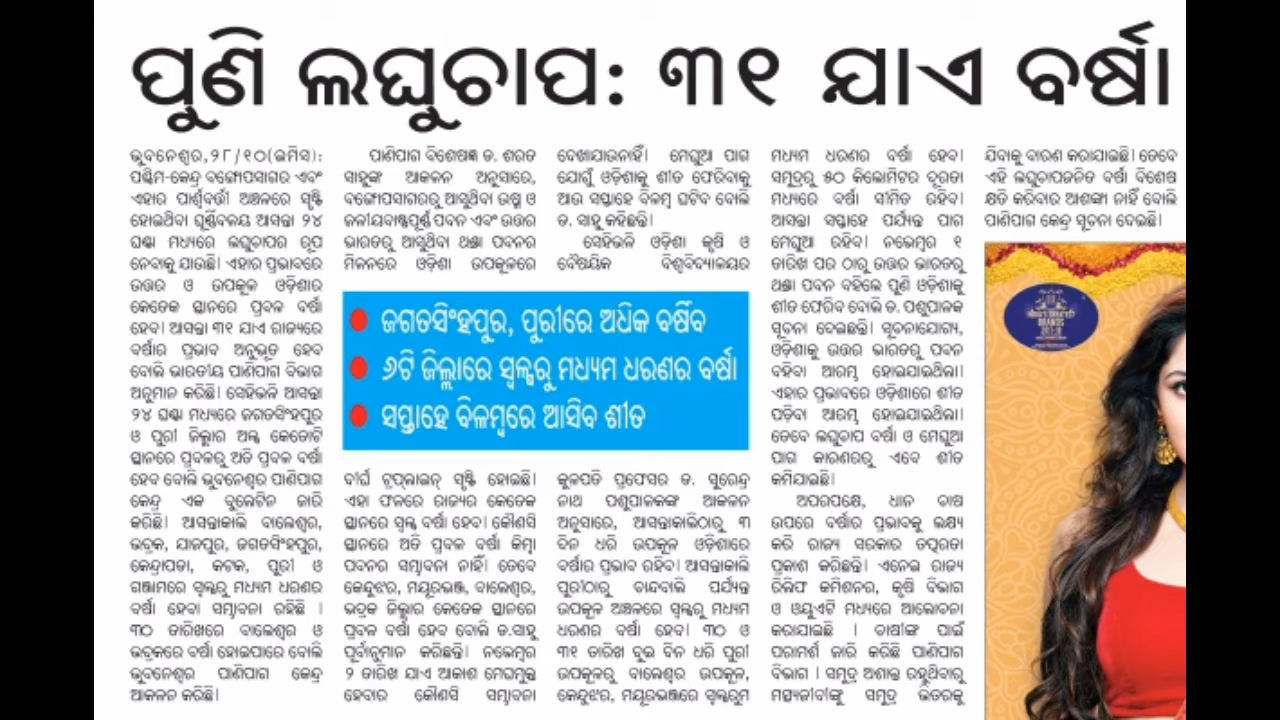 ପୁଣି ଲଘୁଚାପ: ୩୧ ଯାଏ ବର୍ଷା
ଭୁବନେଶ୍ୱର,୨୮/୧୦(ଇମିସ):
ପଶ୍ଚିମ-କେନ୍ଦ୍ର ବଙ୍ଗୋପସାଗର ଏବଂ
ଏହାର ପାର୍ଶ୍ୱବର୍ତ୍ତୀ ଅଞ୍ଚଳରେ ସୃଷ୍ଟି
ହୋଇଥିବା ଘୂର୍ଣ୍ଣିବଳୟ ଆସନ୍ତା ୨୪
ଘଣ୍ଟା ମଧ୍ୟରେ ଲଘୁଚାପର ରୂପ
ନେବାକୁ ଯାଉଛି। ଏହାର ପ୍ରଭାବରେ
ଉତ୍ତର ଓ ଉପକୂଳ ଓଡ଼ିଶାର
କେତେକ ସ୍ଥାନରେ ପ୍ରବଳ ବର୍ଷା
ହେବ। ଆସନ୍ତା ୩୧ ଯାଏ ରାଜ୍ୟରେ
ବର୍ଷାର ପ୍ରଭାବ ଅନୁଭୂତ ହେବ
ବୋଲି ଭାରତୀୟ ପାଣିପାଗ ବିଭାଗ
ଅନୁମାନ କରିଛି। ସେହିଭଳି ଆସନ୍ତା
୨୪ ଘଣ୍ଟା ମଧ୍ୟରେ ଜଗତସିଂହପୁର
ଓ ପୁରୀ ଜିଲ୍ଲାର ଅଳ୍ପ କେତୋଟି
ସ୍ଥାନରେ ପ୍ରବଳରୁ ଅତି ପ୍ରବଳ ବର୍ଷା
ହେବ ବୋଲି ଭୁବନେଶ୍ୱର ପାଣିପାଗ
କେନ୍ଦ୍ର ଏକ ବୁଲେଟିନ ଜାରି
କରିଛି। ଆସନ୍ତାକାଲି ବାଲେଶ୍ୱର,
ଭଦ୍ରକ, ଯାଜପୁର, ଜଗତସିଂହପୁର,
କେନ୍ଦ୍ରାପଡା, କଟକ, ପୁରୀ ଓ
ଗଞ୍ଜାମରେ ସ୍ୱଳ୍ପରୁ ମଧ୍ୟମ ଧରଣର
ବର୍ଷା ହେବା ସମ୍ଭାବନା ରହିଛି ।
୩୦ ତାରିଖରେ ବାଲେଶ୍ୱର ଓ
ଭଦ୍ରକରେ ବର୍ଷା ହୋଇପାରେ ବୋଲି
ଭୁବନେଶ୍ୱର ପାଣିପାଗ କେନ୍ଦ୍ର
ଆକଳନ କରିଛି।
ପାଣିପାଗ ବିଶେଷଜ୍ଞ ଡ. ଶରତ
ସାହୁଙ୍କ ଆକଳନ ଅନୁସାରେ,
ବଙ୍ଗୋପସାଗରରୁ ଆସୁଥିବା ଉଷ୍ମ ଓ
ଜଳୀୟବାଷ୍ପପୂର୍ଣ୍ଣ ପବନ ଏବଂ ଉତ୍ତର
ଭାରତରୁ ଆସୁଥିବା ଥଣ୍ଡା ପବନର
ମିଳନରେ ଓଡ଼ିଶା ଉପକୂଳରେ
ଦୀର୍ଘ ଟ୍ରପ୍‌ଲାଇନ୍ ସୃଷ୍ଟି ହୋଇଛି।
ଏହା ଫଳରେ ରାଜ୍ୟର କେତେକ
ସ୍ଥାନରେ ସ୍ୱଳ୍ପ ବର୍ଷା ହେବ। କୌଣସି
ସ୍ଥାନରେ ଅତି ପ୍ରବଳ ବର୍ଷା କିମ୍ବା
ପବନର ସମ୍ଭାବନା ନାହିଁ। ତେବେ
କେନ୍ଦୁଝର, ମୟୂରଭଞ୍ଜ, ବାଲେଶ୍ୱର,
ଭଦ୍ରକ ଜିଲ୍ଲାର କେତେକ ସ୍ଥାନରେ
ପ୍ରବଳ ବର୍ଷା ହେବ ବୋଲି ଡ.ସାହୁ
ପୂର୍ବାନୁମାନ କରିଛନ୍ତି। ନଭେମ୍ବର
୨ ତାରିଖ ଯାଏ ଆକାଶ ମେଘମୁକ୍ତ
ହେବାର କୌଣସି ସମ୍ଭାବନା
ଦେଖାଯାଉନାହିଁ। ମେଘୁଆ ପାଗ
ଯୋଗୁଁ ଓଡ଼ିଶାକୁ ଶୀତ ଫେରିବାକୁ
ଆଉ ସପ୍ତାହେ ବିଳମ୍ବ ଘଟିବ ବୋଲି
ଡ. ସାହୁ କହିଛନ୍ତି।
ସେହିଭଳି ଓଡ଼ିଶା କୃଷି ଓ
ବୈଷୟିକ ବିଶ୍ୱବିଦ୍ୟାଳୟର
କୁଳପତି ପ୍ରଫେସର ଡ. ସୁରେନ୍ଦ୍ର
ନାଥ ପଶୁପାଳକଙ୍କ ଆକଳନ
ଅନୁସାରେ, ଆସନ୍ତାକାଲିଠାରୁ ୩
ଦିନ ଧରି ଉପକୂଳ ଓଡ଼ିଶାରେ
ବର୍ଷାର ପ୍ରଭାବ ରହିବ। ଆସନ୍ତାକାଲି
ପୁରୀଠାରୁ ଚାନ୍ଦବାଲି ପର୍ଯ୍ୟନ୍ତ
ଉପକୂଳ ଅଞ୍ଚଳରେ ସ୍ୱଳ୍ପରୁ ମଧ୍ୟମ
ଧରଣର ବର୍ଷା ହେବ। ୩୦ ଓ
୩୧ ତାରିଖ ଦୁଇ ଦିନ ଧରି ପୁରୀ
ଉପକୂଳରୁ ବାଲେଶ୍ୱର ଉପକୂଳ,
କେନ୍ଦୁଝର, ମୟୂରଭଞ୍ଜରେ ସ୍ୱଳ୍ପରୁମ
ଜଗତସିଂହପୁର, ପୁରୀରେ ଅଧିକ ବର୍ଷିବ
୬ଟି ଜିଲ୍ଲାରେ ସ୍ୱଳ୍ପରୁ ମଧ୍ୟମ ଧରଣର ବର୍ଷା
ସପ୍ତାହେ ବିଳମ୍ବରେ ଆସିବ ଶୀତ
ମଧ୍ୟମ ଧରଣର ବର୍ଷା ହେବ।
ସମୁଦ୍ରରୁ ୫୦ କିଲୋମିଟର ଦୂରତା
ମଧ୍ୟରେ ବର୍ଷା ସୀମିତ ରହିବ।
ଆସନ୍ତା ସପ୍ତାହେ ପର୍ଯ୍ୟନ୍ତ ପାଗ
ମେଘୁଆ ରହିବ। ନଭେମ୍ବର ୧
ତାରିଖ ପର ଠାରୁ ଉତ୍ତର ଭାରତରୁ
ଥଣ୍ଡା ପବନ ବହିଲେ ପୁଣି ଓଡ଼ିଶାକୁ
ଶୀତ ଫେରିବ ବୋଲି ଡ. ପଶୁପାଳକ
ସୂଚନା ଦେଇଛନ୍ତି। ସୂଚନାଯୋଗ୍ୟ,
ଓଡ଼ିଶାକୁ ଉତ୍ତର ଭାରତରୁ ପବନ
ବହିବା ଆରମ୍ଭ ହୋଇଯାଇଥିଲା।
ଏହାର ପ୍ରଭାବରେ ଓଡ଼ିଶାରେ ଶୀତ
ପଡ଼ିବା ଆରମ୍ଭ ହୋଇଯାଇଥିଲା।
ତେବେ ଲଘୁଚାପ ବର୍ଷା ଓ ମେଘୁଆ
ପାଗ କାରଣରରୁ ଏବେ ଶୀତ
କମିଯାଇଛି।
ଅପରପକ୍ଷେ, ଧାନ ଚାଷ
ଉପରେ ବର୍ଷାର ପ୍ରଭାବକୁ ଲକ୍ଷ୍ୟ
କରି ରାଜ୍ୟ ସରକାର ତତ୍ପରତା
ପ୍ରକାଶ କରିଛନ୍ତି। ଏନେଇ ରାଜ୍ୟ
ରିଲିଫ କମିଶନର, କୃଷି ବିଭାଗ
ଓ ଓୟୁଏଟି ମଧ୍ୟରେ ଆଲୋଚନା
କରାଯାଇଛି । ଚାଷୀଙ୍କ ପାଇଁ
ପରାମର୍ଶ ଜାରି କରିଛି ପାଣିପାଗ
ବିଭାଗ । ସମୁଦ୍ର ଅଶାନ୍ତ ରହୁଥିବାରୁ
ମତ୍ସ୍ୟଜୀବୀଙ୍କୁ ସମୁଦ୍ର ଭିତରକୁ
ଯିବାକୁ ବାରଣ କରାଯାଇଛି। ତେବେ
ଏହି ଲଘୁଚାପଜନିତ ବର୍ଷା ବିଶେଷ
କ୍ଷତି କରିବାର ଆଶଙ୍କା ନାହିଁ ବୋଲି
ପାଣିପାଗ କେନ୍ଦ୍ର ସୂଚନା ଦେଇଛି।